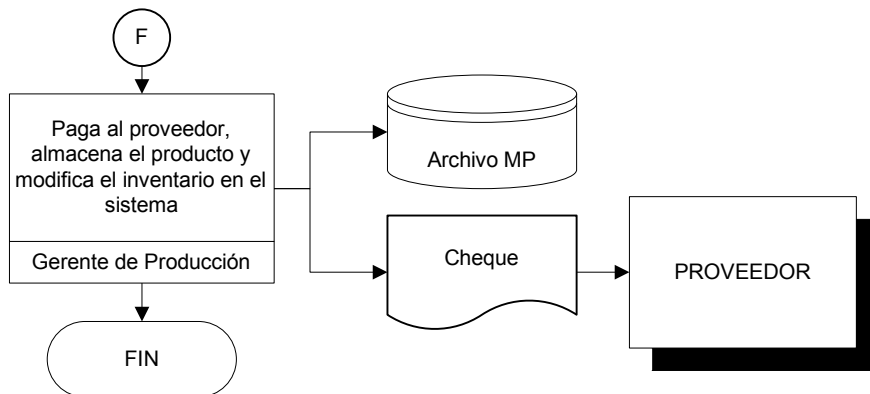 F
Paga al proveedor,
almacena el producto y
modifica el inventario en el
sistema
Gerente de Producción
Archivo MP
Cheque
PROVEEDOR
FIN